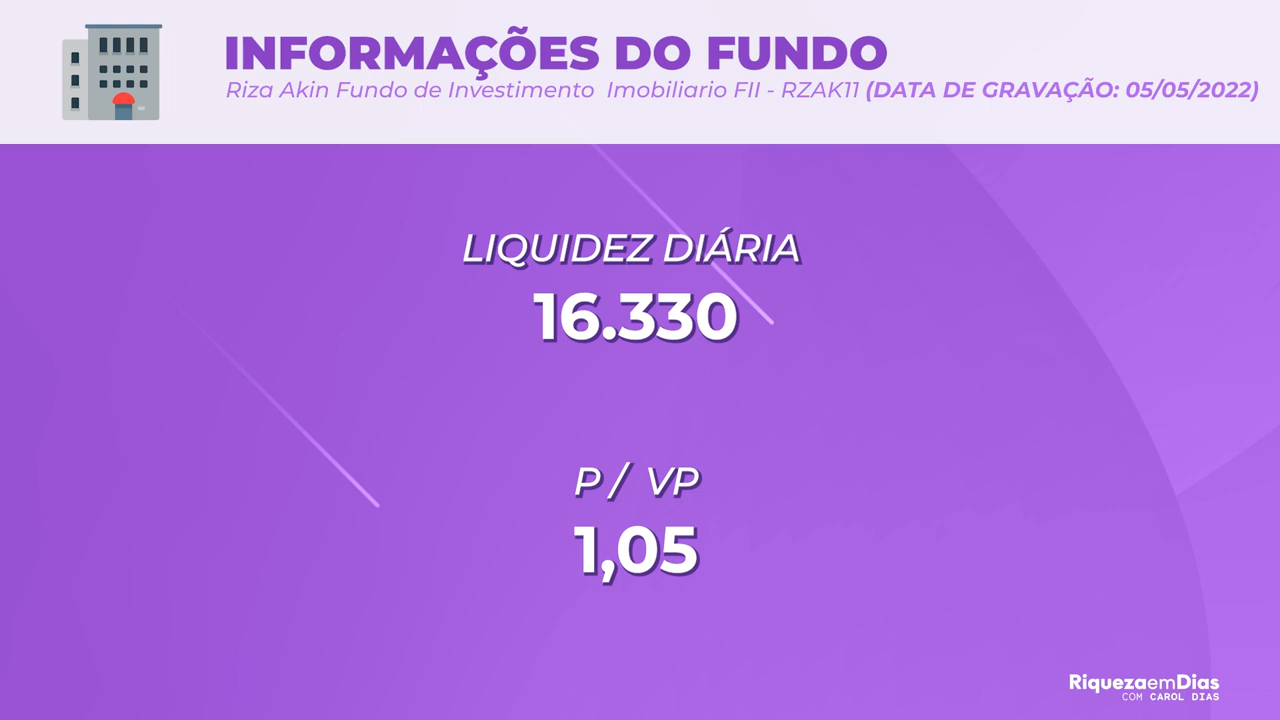 INFORMAÇÕES DO FUNDO
Riza Akin Fundo de Investimento Imobiliario FII - RZAK11 (DATA DE GRAVAÇÃO: 05/05/2022)
LIQUIDEZ DIÁRIA
16.330
P / VP
1,05
RiquezaemDias
COM CAROL DIAS